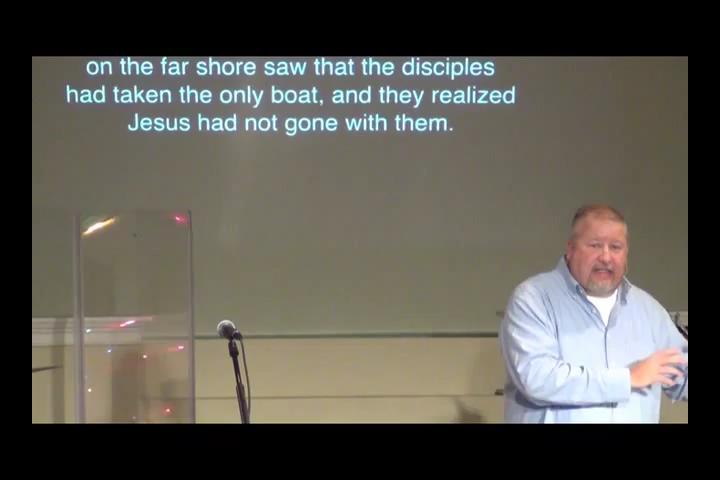 on the far shore saw that the disciples
had taken the only boat, and they realized
Jesus had not gone with them.